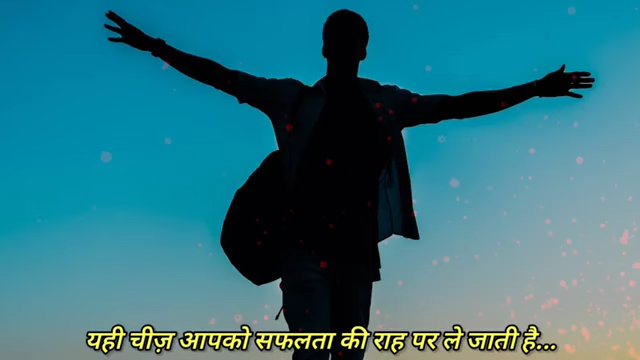 यही चीज़ आपको सफलता की राह पर ले जाती है...